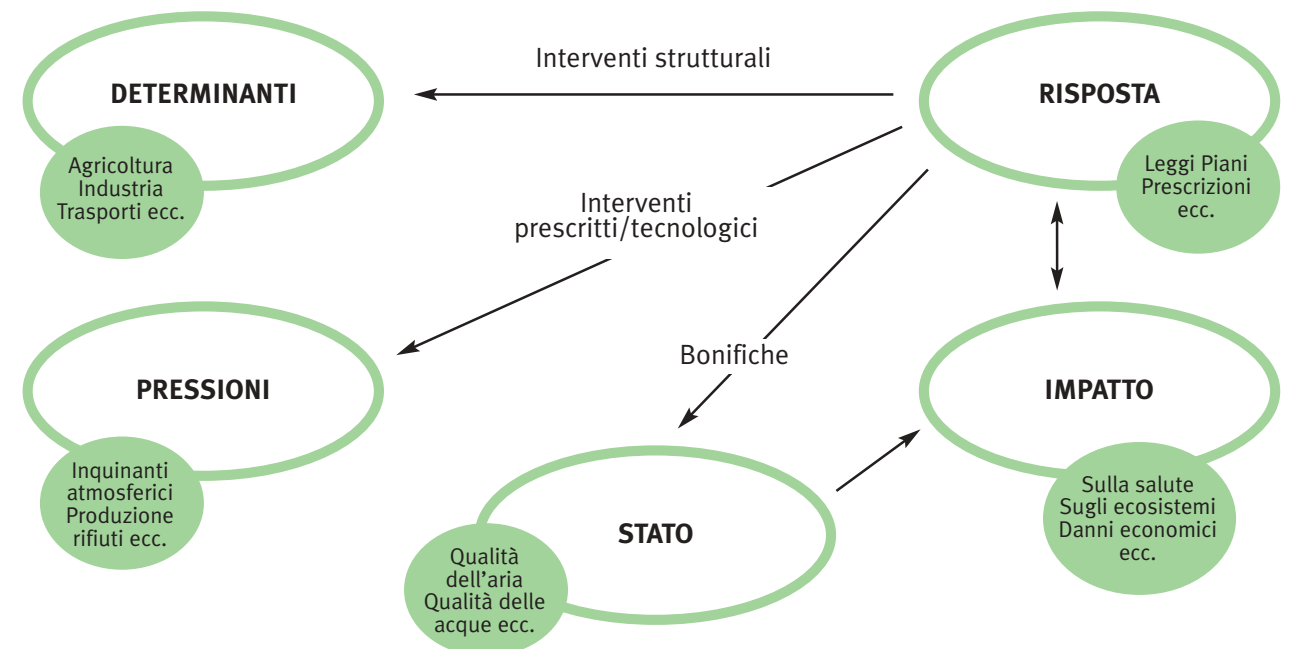 Interventi strutturali
DETERMINANTI
RISPOSTA
Agricoltura
Industria
Trasporti ecc.
Leggi Piani
Prescrizioni
ecc.
Interventi
prescritti/tecnologici
Bonifiche
PRESSIONI
IMPATTO
Inquinanti
atmosferici
Produzione
rifiuti ecc.
Sulla salute
Sugli ecosistemi
Danni economici
ecc.
STATO
Qualità
dell’aria
Qualità delle
acque ecc.